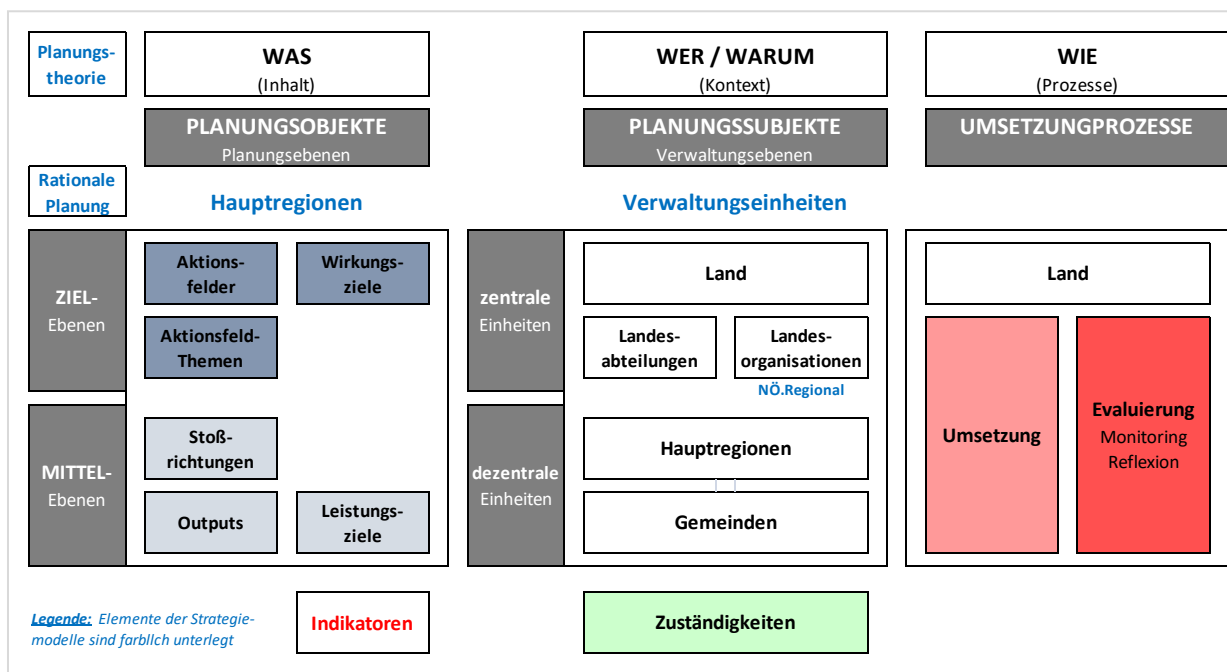 Planungs-
theorie
WAS
(Inhalt)
WER / WARUM
(Kontext)
WIE
(Prozesse)
PLANUNGSOBJEKTE
Planungsebenen
PLANUNGSSUBJEKTE
Verwaltungsebenen
UMSETZUNGPROZESSE
Rationale
Planung
Hauptregionen
Verwaltungseinheiten
ZIEL-
Ebenen
Aktions-
felder
Wirkungs-
ziele
Aktionsfeld-
Themen
zentrale
Einheiten
Land
Landes-
abteilungen
Landes-
organisationen
NÖ.Regional
Land
MITTEL-
Ebenen
Stoß-
richtungen
Outputs
Leistungs-
ziele
dezentrale
Einheiten
Hauptregionen
Gemeinden
Umsetzung
Evaluierung
Monitoring
Reflexion
Legende: Elemente der Strategie-
modelle sind farblich unterlegt
Indikatoren
Zuständigkeiten